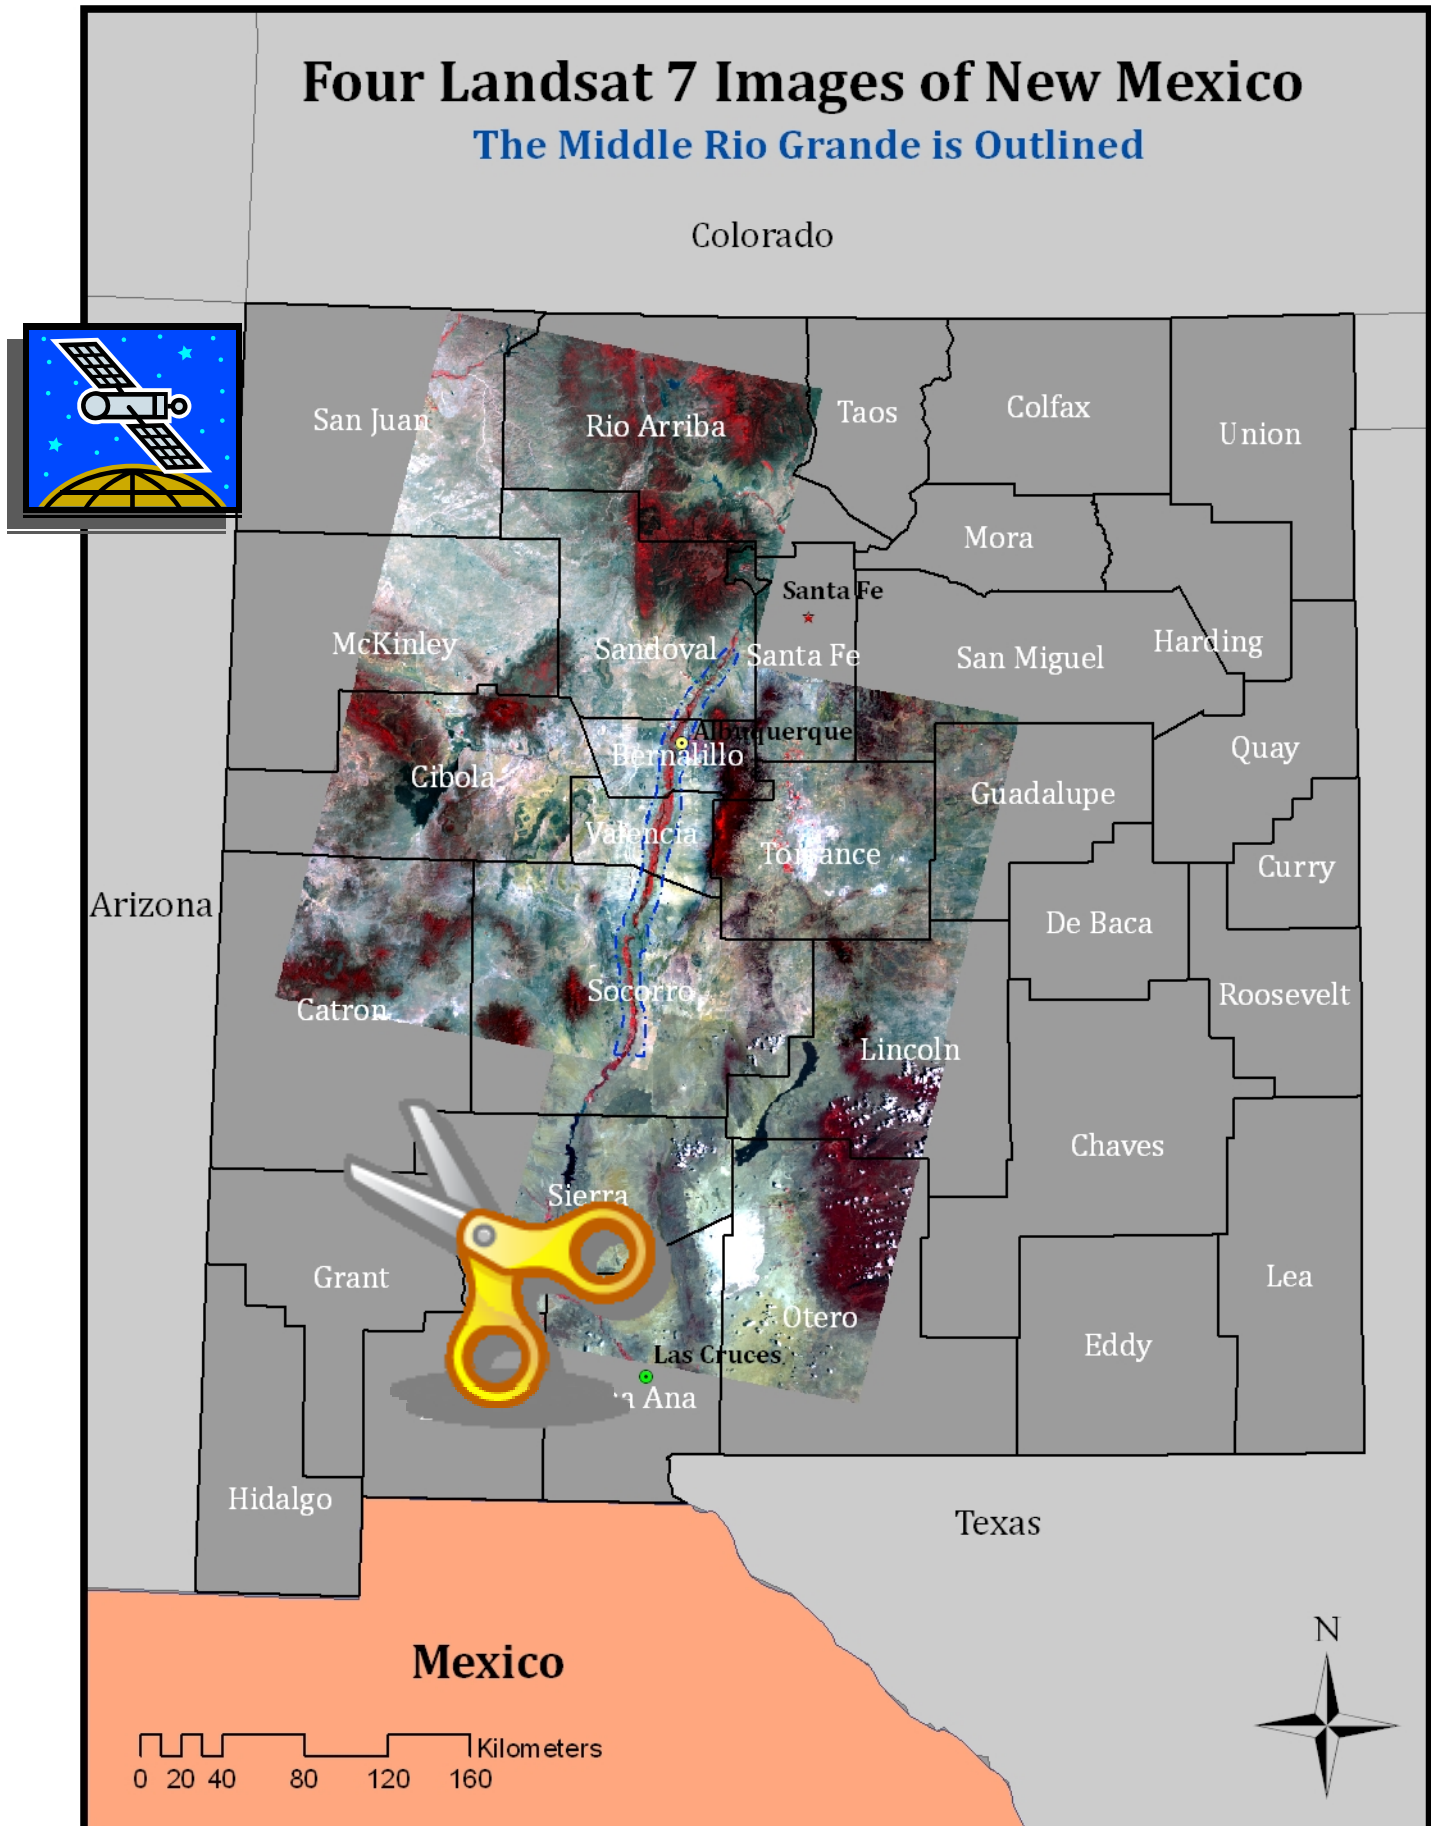 Four Landsat 7 Images of New Mexico
The Middle Rio Grande is Outlined
Colorado
San Juan
Rio Arriba
Taos
Colfax
Union
Mora
Santa Fe
McKinley
Sandoval
Santa Fe
San Miguel
Harding
Albuquerque
Bernalillo
Quay
Cibola
Guadalupe
Valencia
Torrance
Curry
Arizona
De Baca
Socorro
Roosevelt
Catron
Lincoln
Chaves
Sierra
Grant
Lea
Otero
Eddy
Las Cruces
a Ana
Hidalgo
Texas
N
Mexico
Kilometers
0 20 40 80 120 160